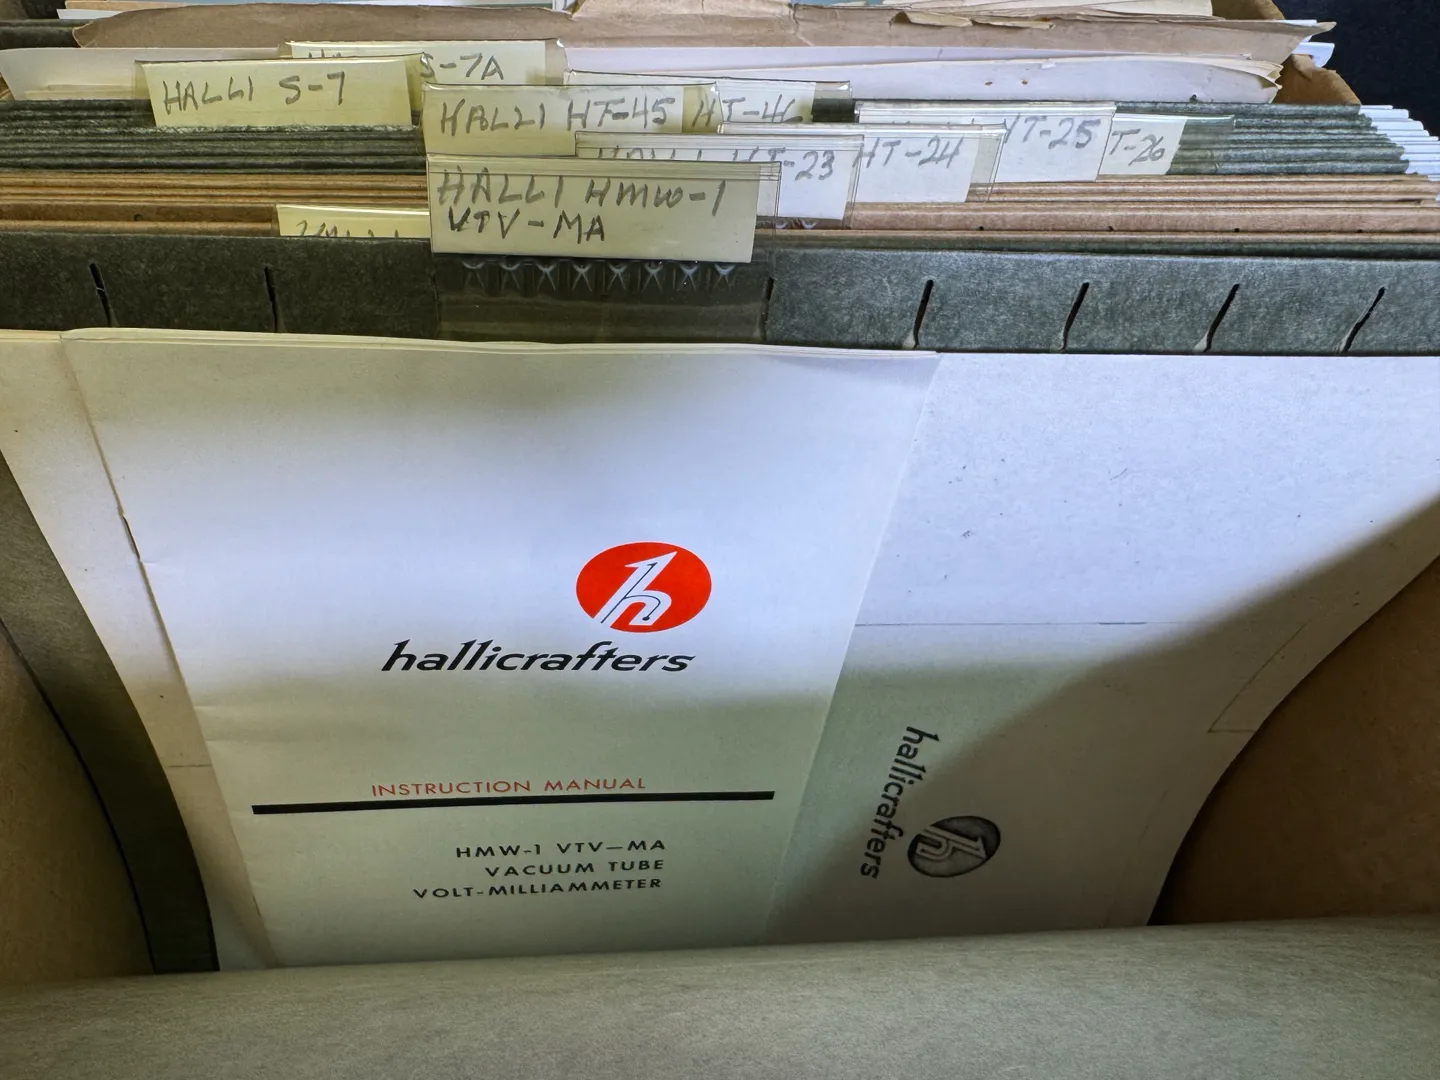 HALLI S-7
S-7A
HALLI HT-45
HT-46
HT-23
HT-24
HT-25
T-26
HALLI HMW-1
VTV-MA
h
hallicrafters
INSTRUCTION MANUAL
HMW-1 VTV—MA
VACUUM TUBE
VOLT-MILLIAMMETER
hallicrafters
h